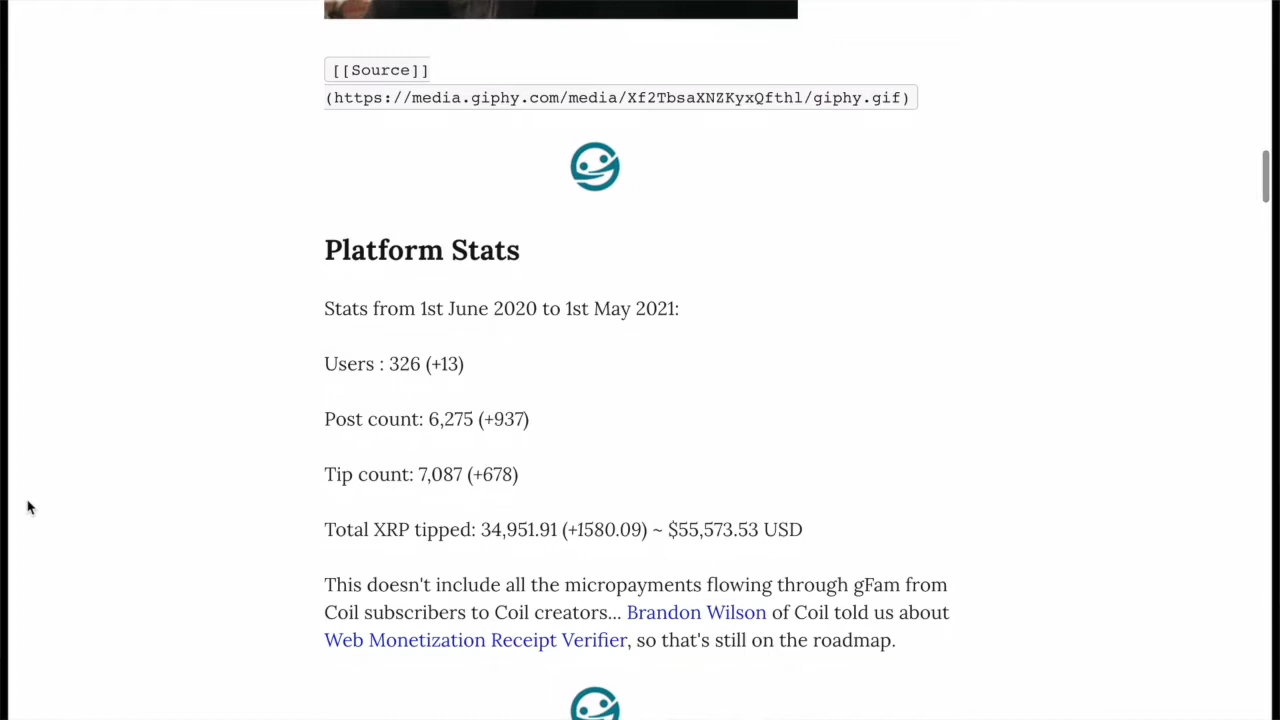 [[Source]]
(https://media.giphy.com/media/Xf2TbsaXNZKyxQfthl/giphy.gif)
Platform Stats
Stats from 1st June 2020 to 1st May 2021:
Users : 326 (+13)
Post count: 6,275 (+937)
Tip count: 7,087 (+678)
Total XRP tipped: 34,951.91 (+1580.09) ~ $55,573.53 USD
This doesn't include all the micropayments flowing through gFam from
Coil subscribers to Coil creators... Brandon Wilson of Coil told us about
Web Monetization Receipt Verifier, so that's still on the roadmap.